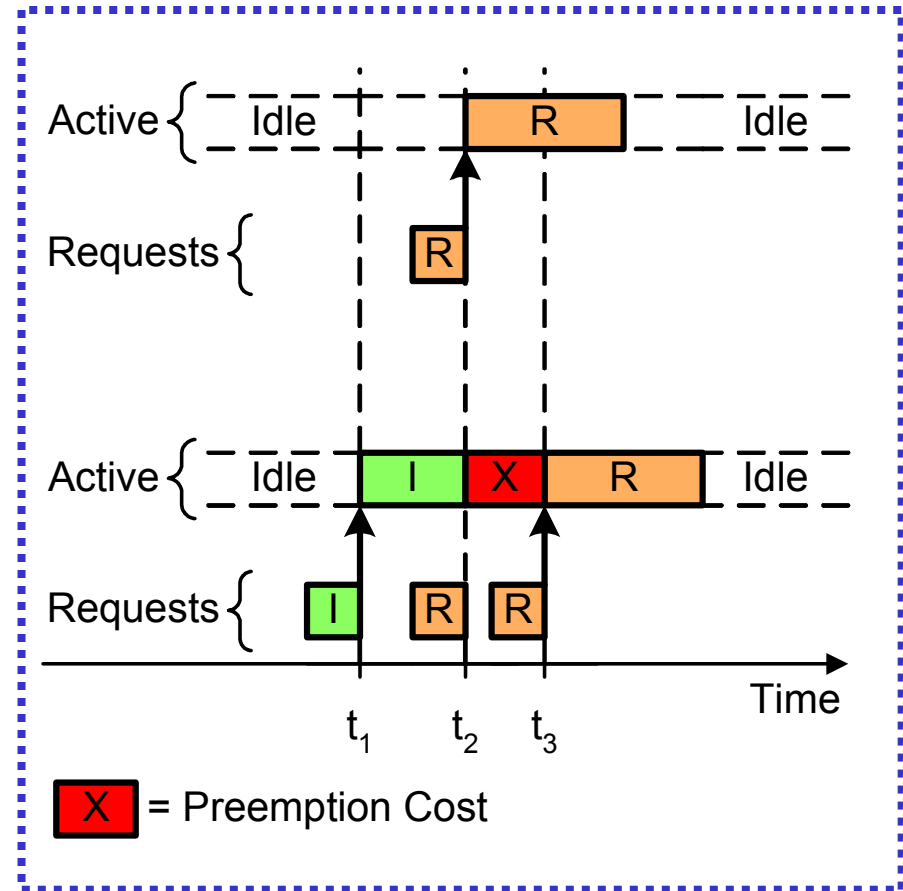 Active Idle R Idle
Requests R
Active Idle I X R Idle
Requests I R R
Time
t₁ t₂ t₃
X = Preemption Cost